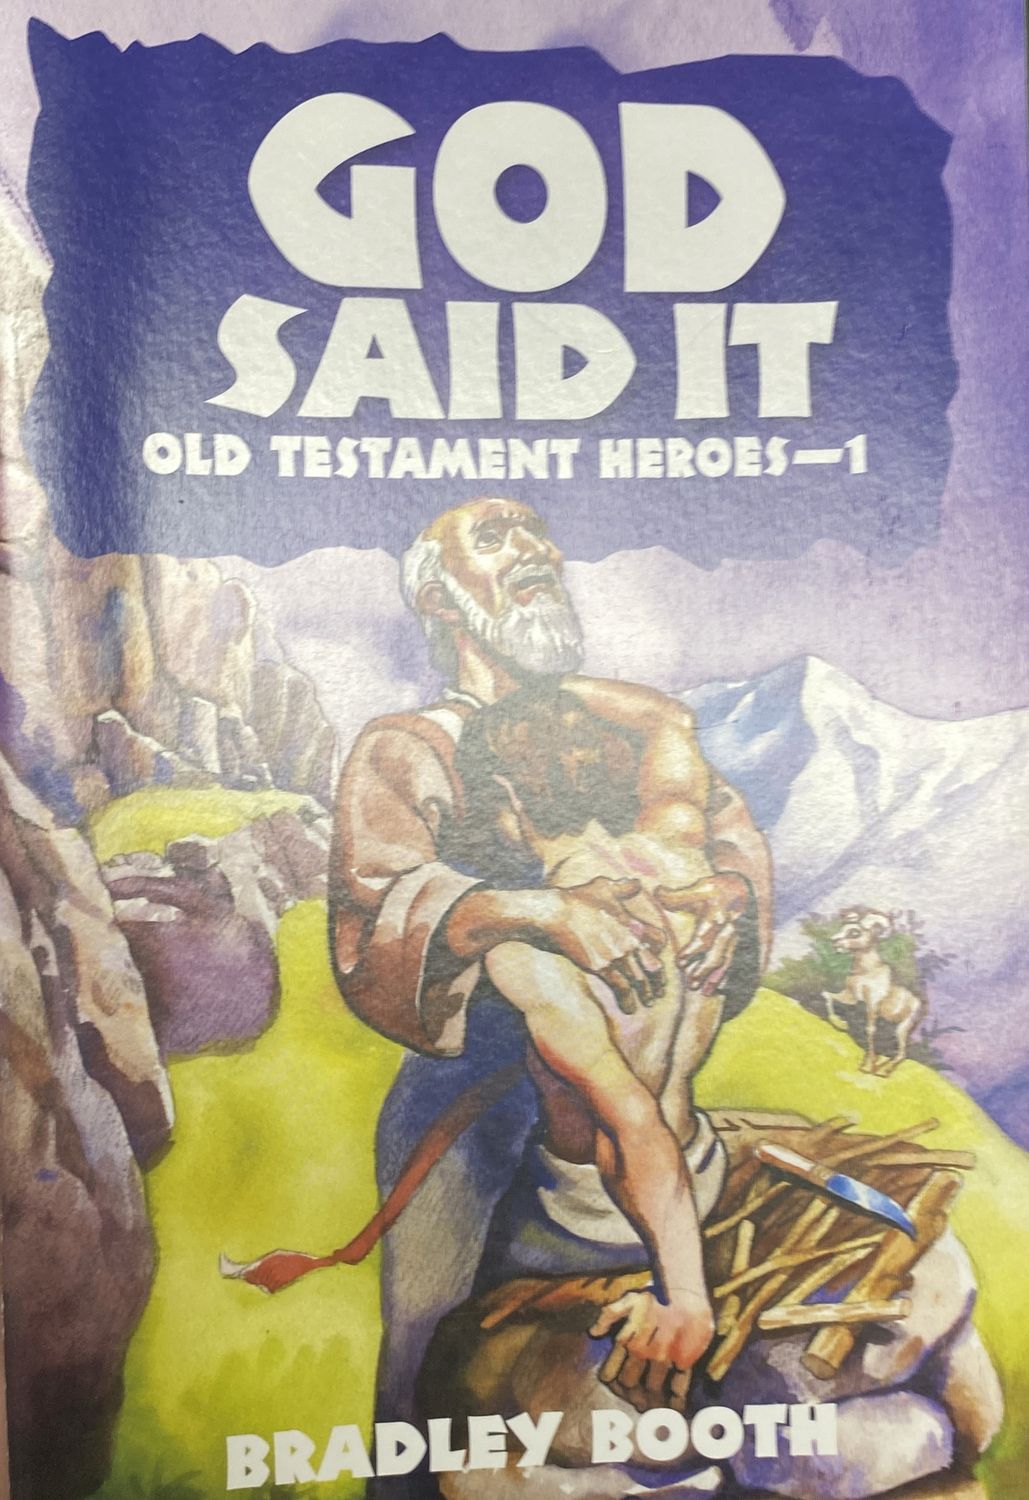 GOD
SAID IT
OLD TESTAMENT HEROES—1
BRADLEY BOOTH